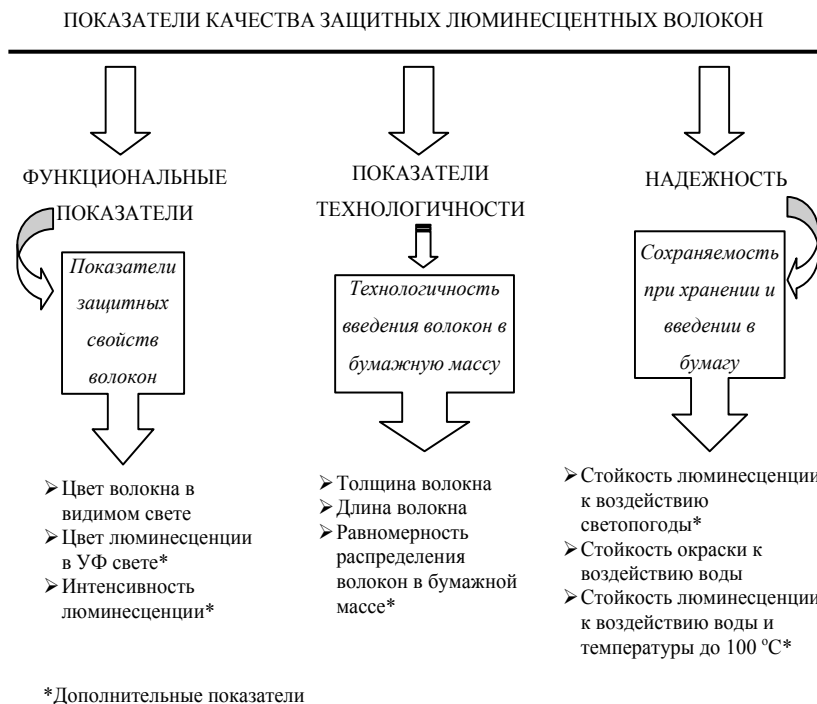 ПОКАЗАТЕЛИ КАЧЕСТВА ЗАЩИТНЫХ ЛЮМИНЕСЦЕНТНЫХ ВОЛОКОН
ФУНКЦИОНАЛЬНЫЕ
ПОКАЗАТЕЛИ
Показатели
защитных
свойств
волокон
➢Цвет волокна в
видимом свете
➢Цвет люминесценции
в УФ свете*
➢Интенсивность
люминесценции*
ПОКАЗАТЕЛИ
ТЕХНОЛОГИЧНОСТИ
Технологичность
введения волокон в
бумажную массу
➢Толщина волокна
➢Длина волокна
➢Равномерность
распределения
волокон в бумажной
массе*
НАДЕЖНОСТЬ
Сохраняемость
при хранении и
введении в
бумагу
➢Стойкость люминесценции
к воздействию
светопогоды*
➢Стойкость окраски к
воздействию воды
➢Стойкость люминесценции
к воздействию воды и
температуры до 100 °С*
*Дополнительные показатели